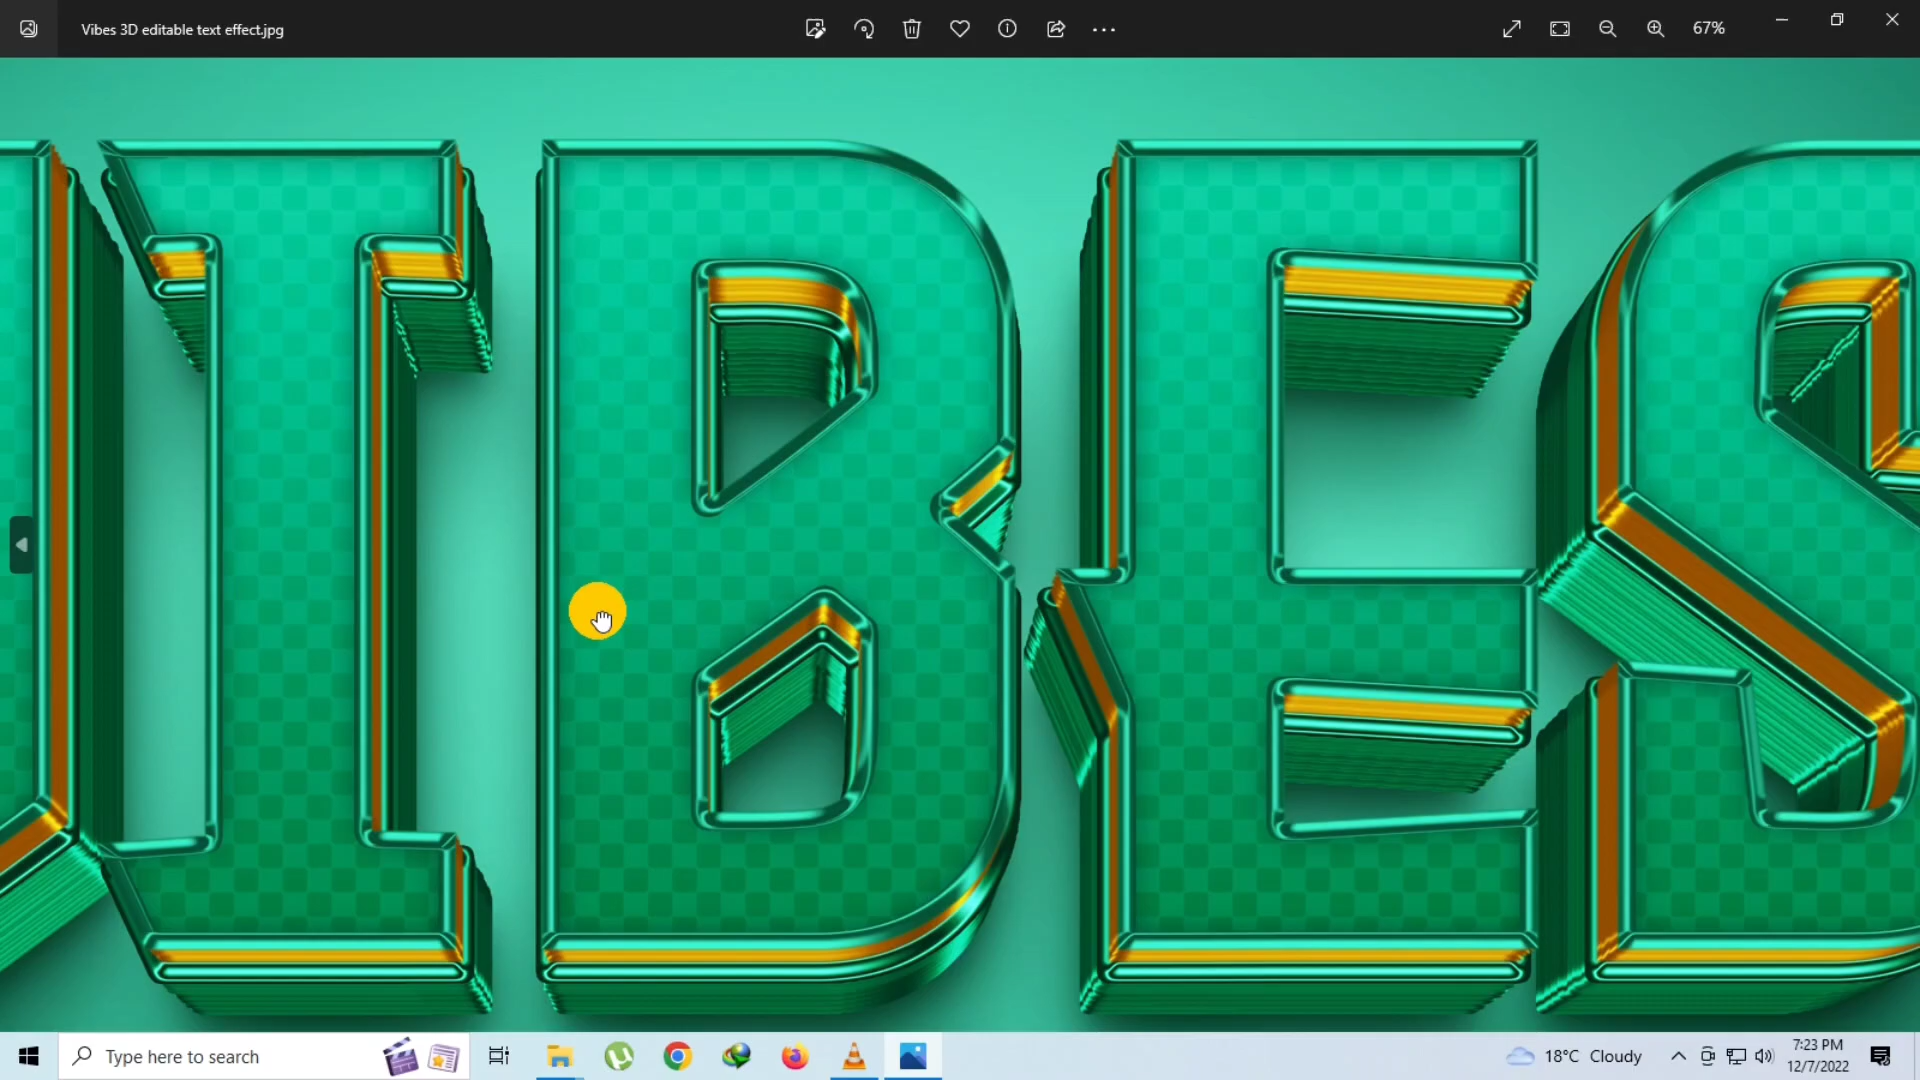 Vibes 3D editable text effect.jpg
67%
IBES
Type here to search
18°C Cloudy
7:23 PM
12/7/2022